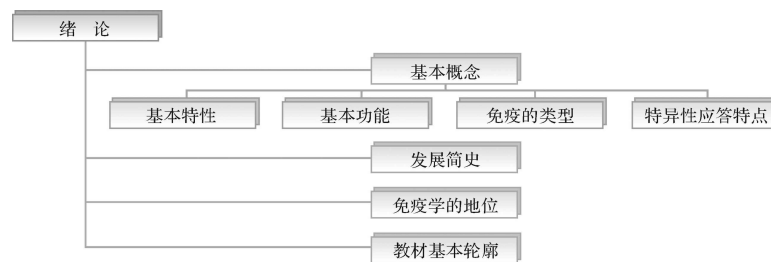 绪 论
基本概念
基本特性 基本功能 免疫的类型 特异性应答特点
发展简史
免疫学的地位
教材基本轮廓